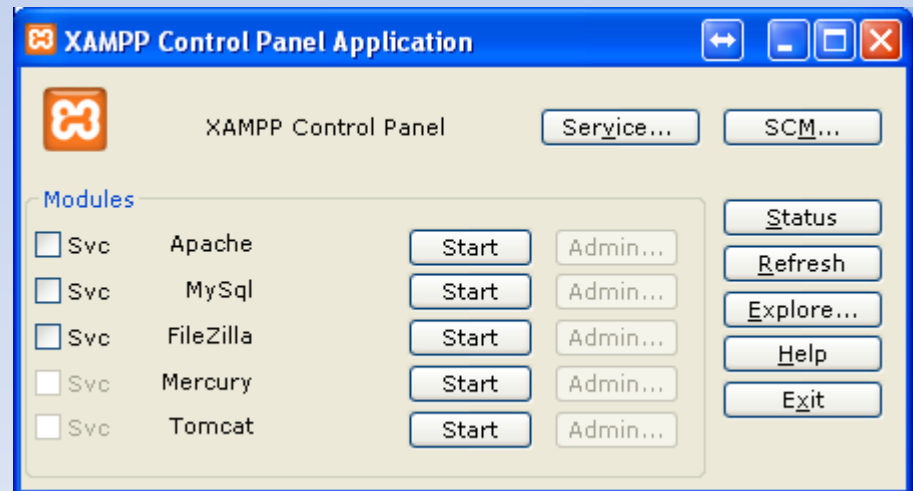 XAMPP Control Panel Application
XAMPP Control Panel
Service...
SCM...
Modules
Svc Apache Start Admin...
Svc MySql Start Admin...
Svc FileZilla Start Admin...
Svc Mercury Start Admin...
Svc Tomcat Start Admin...
Status
Refresh
Explore...
Help
Exit